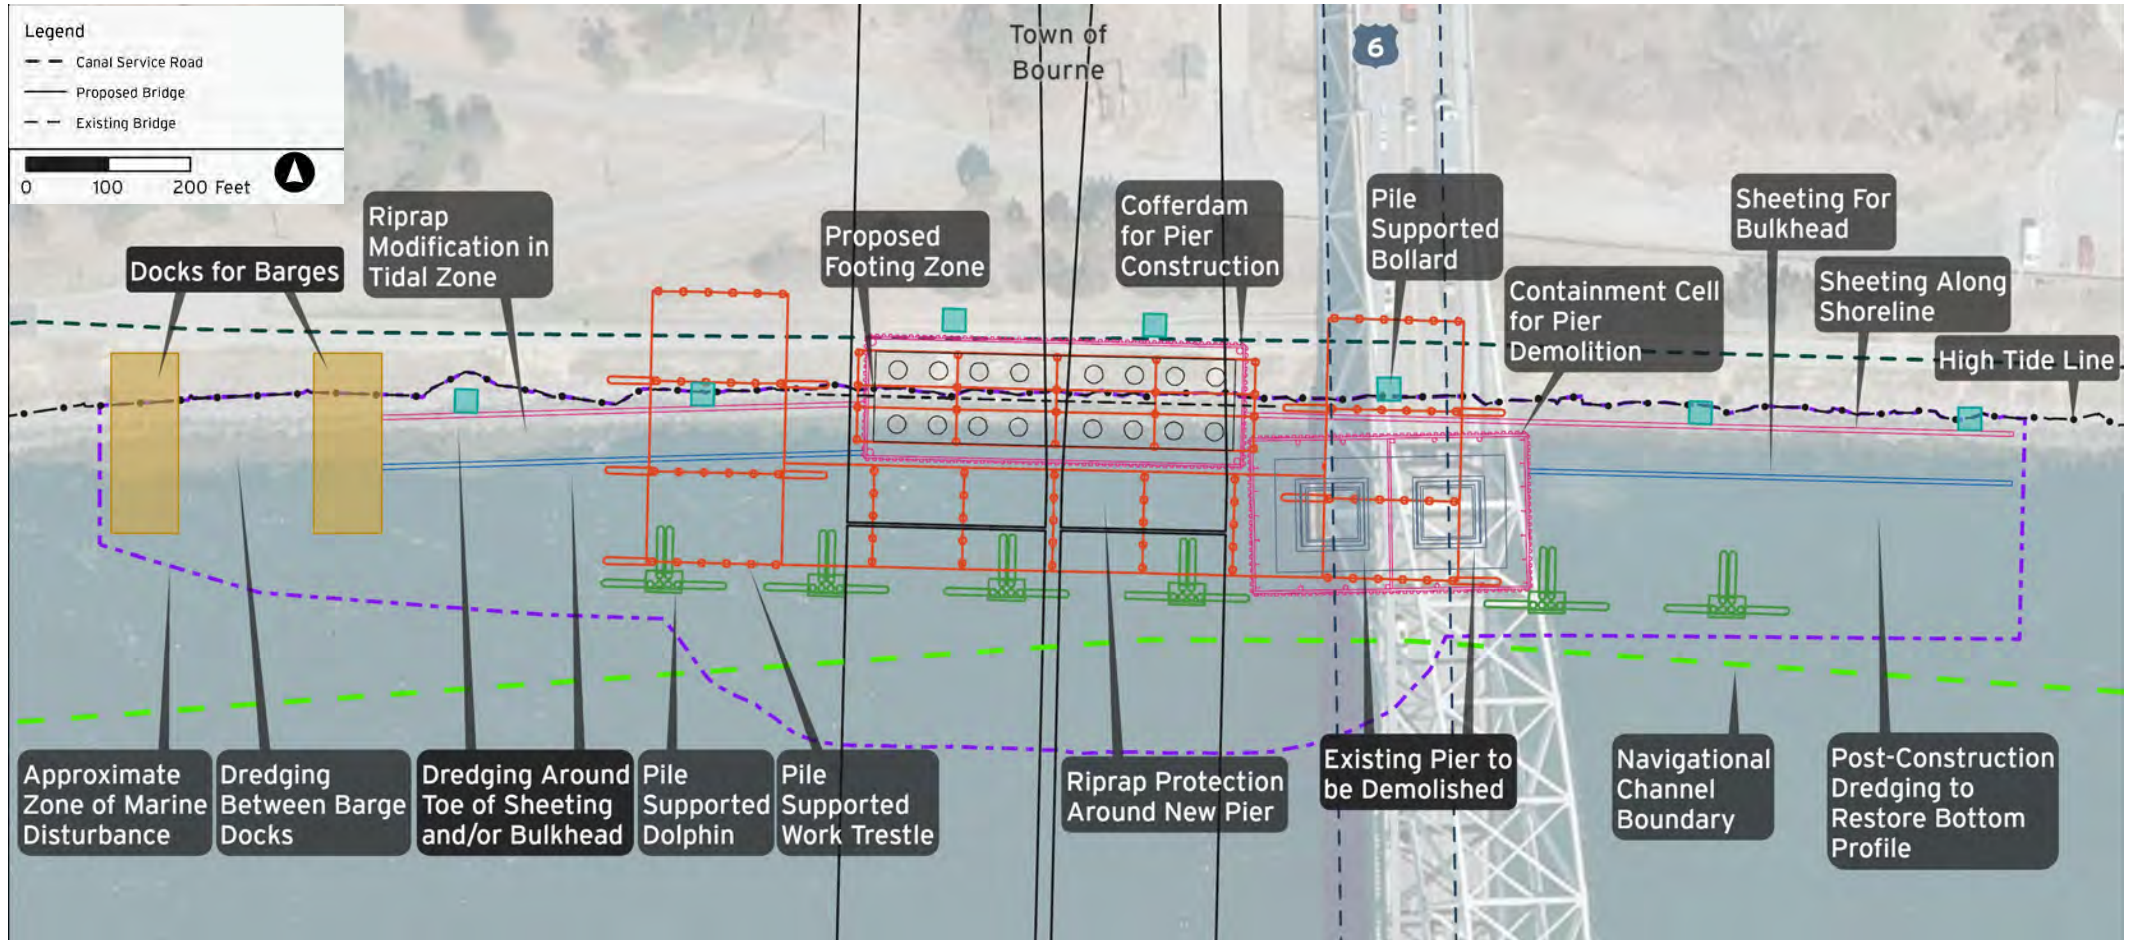 Legend
Canal Service Road
Proposed Bridge
Existing Bridge
0 100 200 Feet
Town of
Bourne
6
Docks for Barges
Riprap
Modification in
Tidal Zone
Proposed
Footing Zone
Cofferdam
for Pier
Construction
Pile
Supported
Bollard
Containment Cell
for Pier
Demolition
Sheeting For
Bulkhead
Sheeting Along
Shoreline
High Tide Line
Approximate
Zone of Marine
Disturbance
Dredging
Between Barge
Docks
Dredging Around
Toe of Sheeting
and/or Bulkhead
Pile
Supported
Dolphin
Pile
Supported
Work Trestle
Riprap Protection
Around New Pier
Existing Pier to
be Demolished
Navigational
Channel
Boundary
Post-Construction
Dredging to
Restore Bottom
Profile